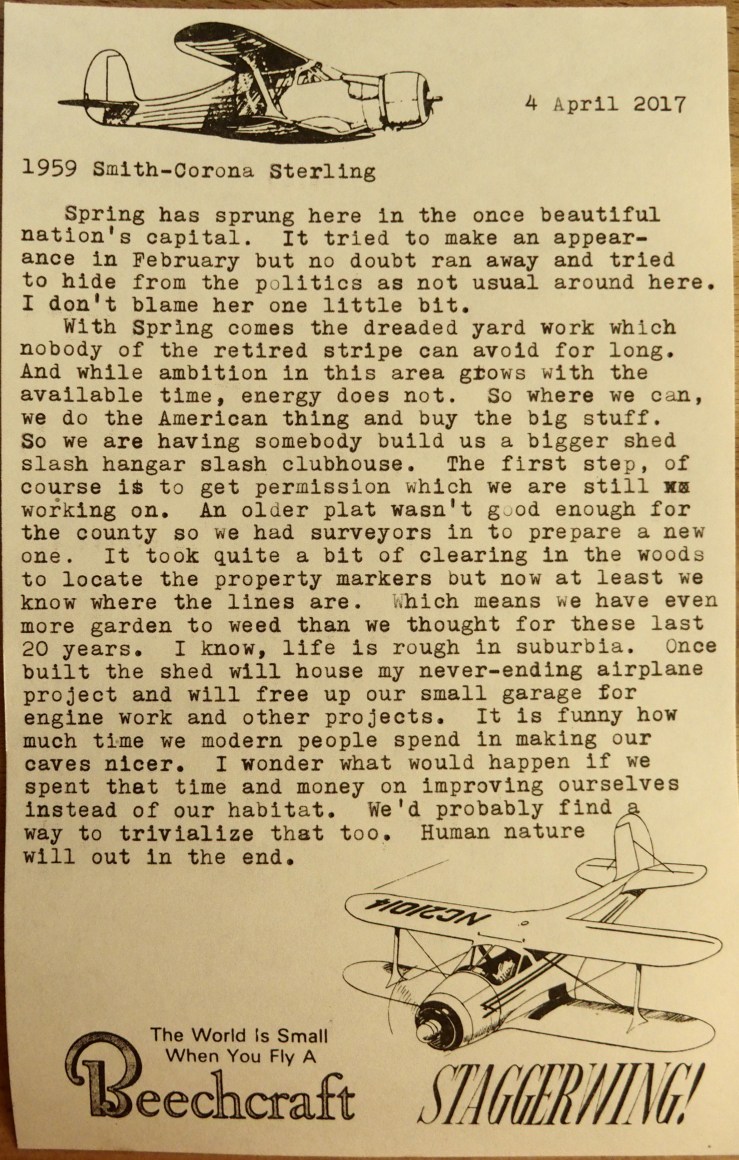 4 April 2017
1959 Smith-Corona Sterling
Spring has sprung here in the once beautiful
nation's capital. It tried to make an appear-
ance in February but no doubt ran away and tried
to hide from the politics as not usual around here.
I don't blame her one little bit.
With Spring comes the dreaded yard work which
nobody of the retired stripe can avoid for long.
And while ambition in this area grows with the
available time, energy does not. So where we can,
we do the American thing and buy the big stuff.
So we are having somebody build us a bigger shed
slash hangar slash clubhouse. The first step, of
course is to get permission which we are still
working on. An older plat wasn't good enough for
the county so we had surveyors in to prepare a new
one. It took quite a bit of clearing in the woods
to locate the property markers but now at least we
know where the lines are. Which means we have even
more garden to weed than we thought for these last
20 years. I know, life is rough in suburbia. Once
built the shed will house my never-ending airplane
project and will free up our small garage for
engine work and other projects. It is funny how
much time we modern people spend in making our
caves nicer. I wonder what would happen if we
spent that time and money on improving ourselves
instead of our habitat. We'd probably find a
way to trivialize that too. Human nature
will out in the end.
NC21014
The World is Small
When You Fly A
Beechcraft
STAGGERWING!